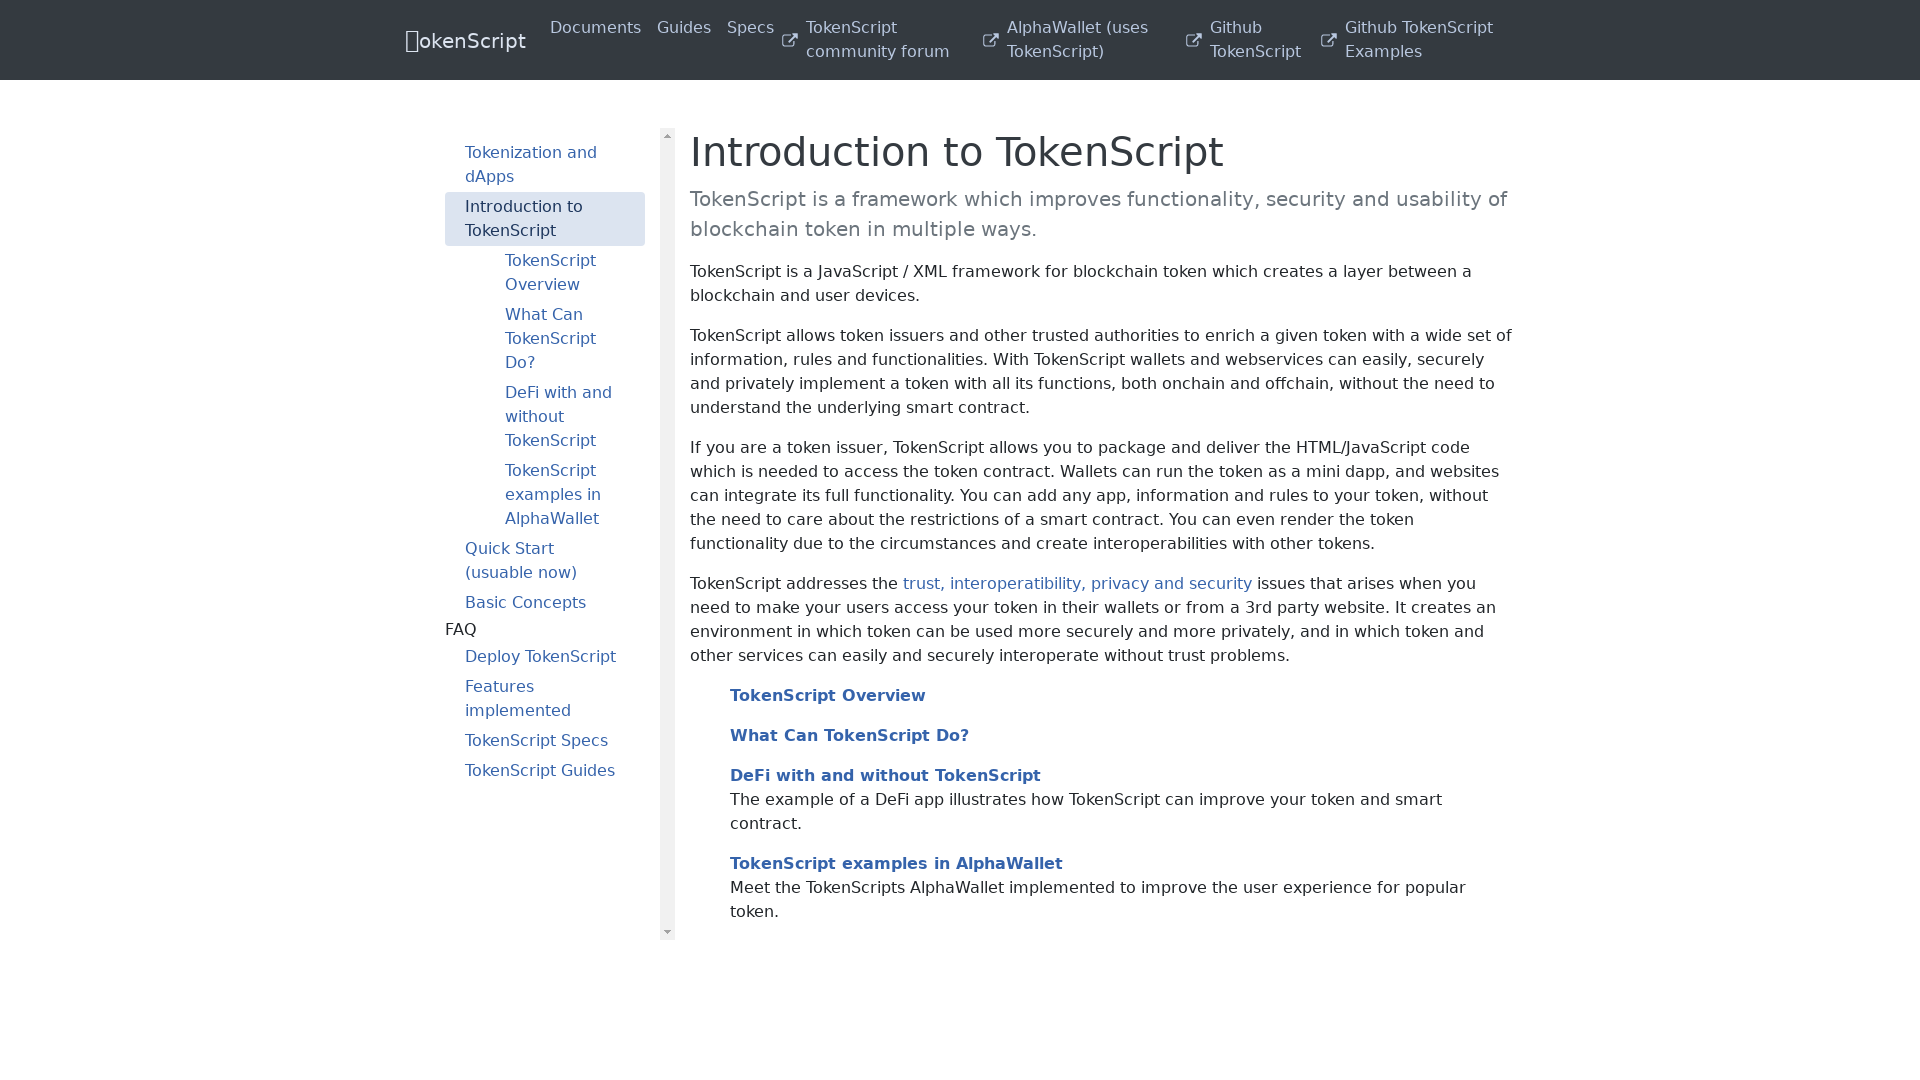 okenScript
Documents
Guides
Specs
TokenScript
community forum
AlphaWallet (uses
TokenScript)
Github
TokenScript
Github TokenScript
Examples
Tokenization and
dApps
Introduction to
TokenScript
TokenScript
Overview
What Can
TokenScript
Do?
DeFi with and
without
TokenScript
TokenScript
examples in
AlphaWallet
Quick Start
(usuable now)
Basic Concepts
FAQ
Deploy TokenScript
Features
implemented
TokenScript Specs
TokenScript Guides
Introduction to TokenScript
TokenScript is a framework which improves functionality, security and usability of
blockchain token in multiple ways.
TokenScript is a JavaScript / XML framework for blockchain token which creates a layer between a
blockchain and user devices.
TokenScript allows token issuers and other trusted authorities to enrich a given token with a wide set of
information, rules and functionalities. With TokenScript wallets and webservices can easily, securely
and privately implement a token with all its functions, both onchain and offchain, without the need to
understand the underlying smart contract.
If you are a token issuer, TokenScript allows you to package and deliver the HTML/JavaScript code
which is needed to access the token contract. Wallets can run the token as a mini dapp, and websites
can integrate its full functionality. You can add any app, information and rules to your token, without
the need to care about the restrictions of a smart contract. You can even render the token
functionality due to the circumstances and create interoperabilities with other tokens.
TokenScript addresses the trust, interoperatibility, privacy and security issues that arises when you
need to make your users access your token in their wallets or from a 3rd party website. It creates an
environment in which token can be used more securely and more privately, and in which token and
other services can easily and securely interoperate without trust problems.
TokenScript Overview
What Can TokenScript Do?
DeFi with and without TokenScript
The example of a DeFi app illustrates how TokenScript can improve your token and smart
contract.
TokenScript examples in AlphaWallet
Meet the TokenScripts AlphaWallet implemented to improve the user experience for popular
token.